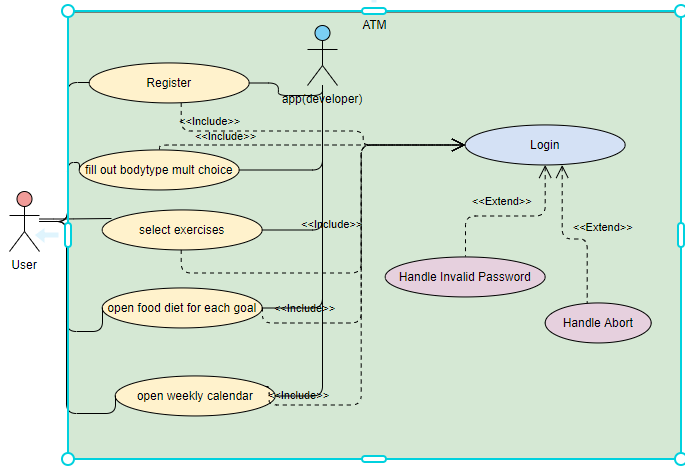 ATM
Register
app(developer)
<<Include>>
<<Include>>
Login
fill out bodytype mult choice
<<Extend>>
select exercises
<<Include>>
<<Extend>>
User
Handle Invalid Password
open food diet for each goal
<<Include>>
Handle Abort
open weekly calendar
<<Include>>